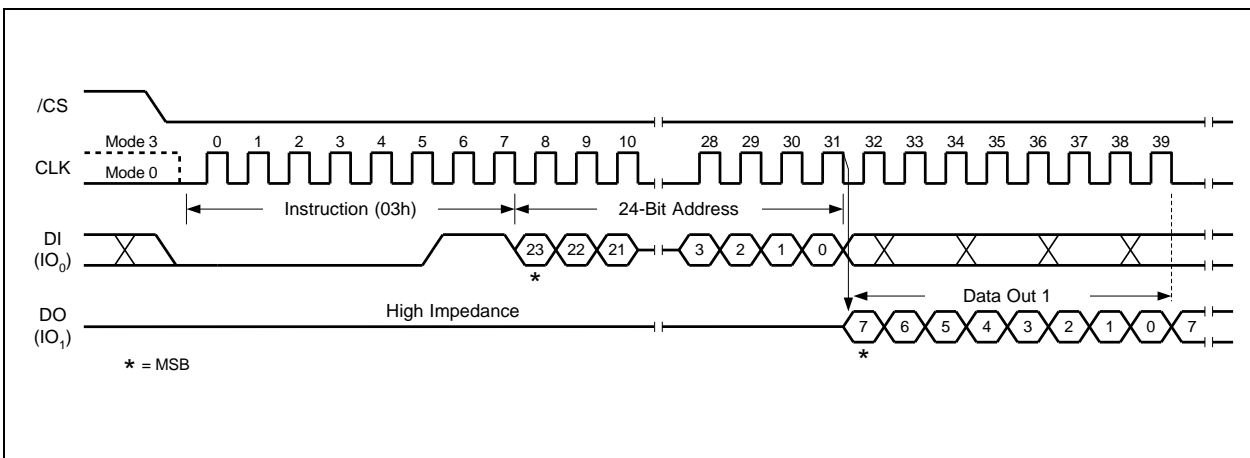 /CS
Mode 3 0 1 2 3 4 5 6 7 8 9 10 28 29 30 31 32 33 34 35 36 37 38 39
CLK
Mode 0
Instruction (03h) 24-Bit Address
DI
(IO0)
23 22 21 3 2 1 0
*
Data Out 1
High Impedance
DO
(IO1)
7 6 5 4 3 2 1 0 7
*
* = MSB